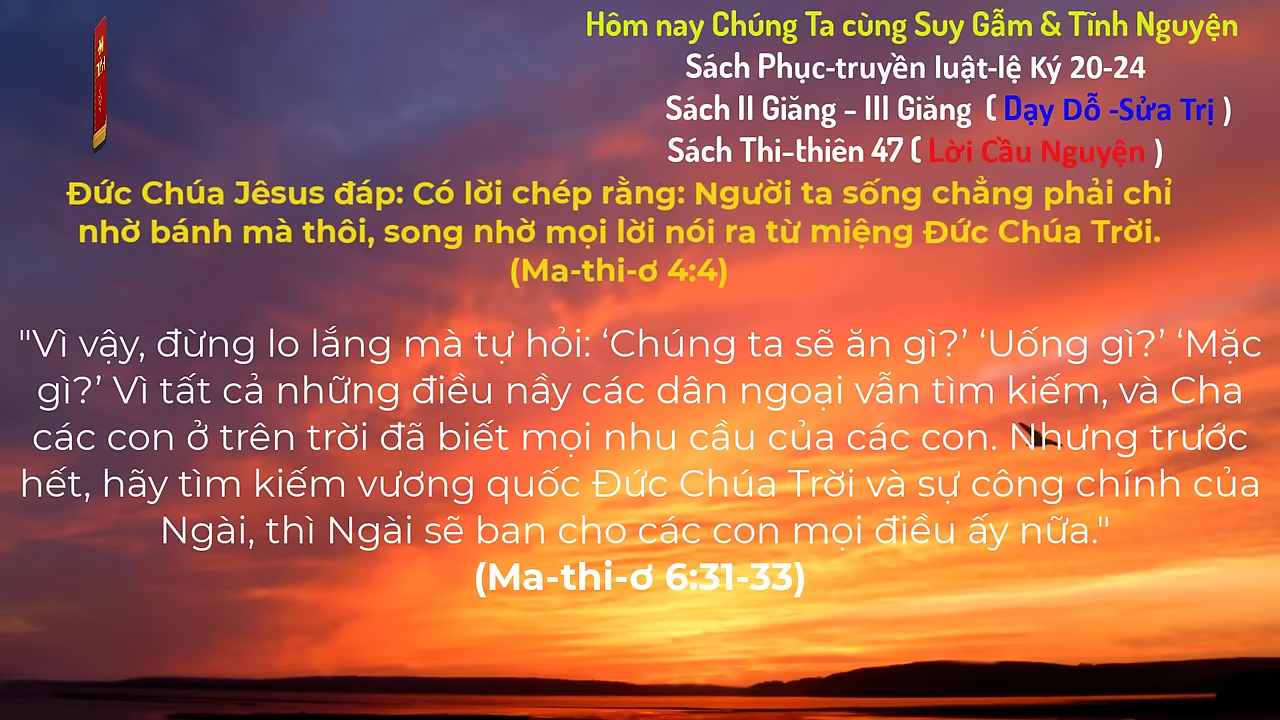 Hôm nay Chúng Ta cùng Suy Gẫm & Tĩnh Nguyện
Sách Phục-truyền luật-lệ Ký 20-24
Sách II Giăng - III Giăng ( Dạy Dỗ -Sửa Trị )
Sách Thi-thiên 47 ( Lời Cầu Nguyện )
Đức Chúa Jêsus đáp: Có lời chép rằng: Người ta sống chẳng phải chỉ
nhờ bánh mà thôi, song nhờ mọi lời nói ra từ miệng Đức Chúa Trời.
(Ma-thi-ơ 4:4)
"Vì vậy, đừng lo lắng mà tự hỏi: ‘Chúng ta sẽ ăn gì?’ ‘Uống gì?’ ‘Mặc
gì?’ Vì tất cả những điều nầy các dân ngoại vẫn tìm kiếm, và Cha
các con ở trên trời đã biết mọi nhu cầu của các con. Nhưng trước
hết, hãy tìm kiếm vương quốc Đức Chúa Trời và sự công chính của
Ngài, thì Ngài sẽ ban cho các con mọi điều ấy nữa."
(Ma-thi-ơ 6:31-33)